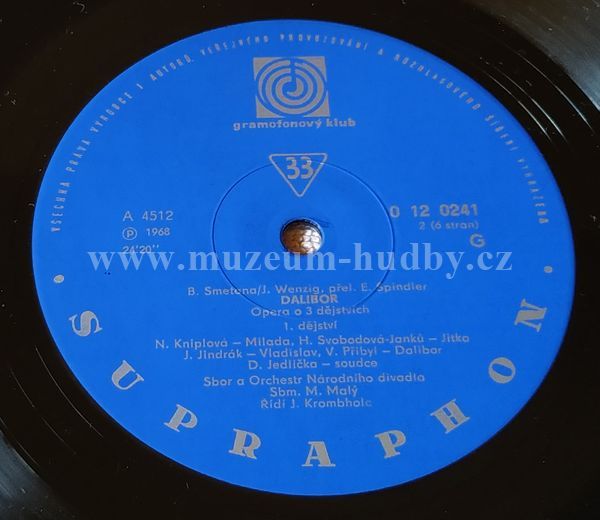 VŠECHNA PRÁVA VÝROBCE I AUTORŮ, VEŘEJNÉHO PROVOZOVÁNÍ A ROZHLASOVÉHO ŠÍŘENÍ VYHRAZENA
gramofonový klub
33
A 4512
0 12 0241
℗ 1968
2 (6 stran)
24'20''
G
www.muzeum-hudby.cz
B. Smetana/J. Wenzig, přel. E. Spindler
DALIBOR
Opera o 3 dějstvích
1. dějství
N. Kniplová – Milada, H. Svobodová-Janků – Jitka
J. Jindrák – Vladislav, V. Přibyl – Dalibor
D. Jedlička – soudce
Sbor a Orchestr Národního divadla
Sbm. M. Malý
Řídí J. Krombholc
· SUPRAPHON ·